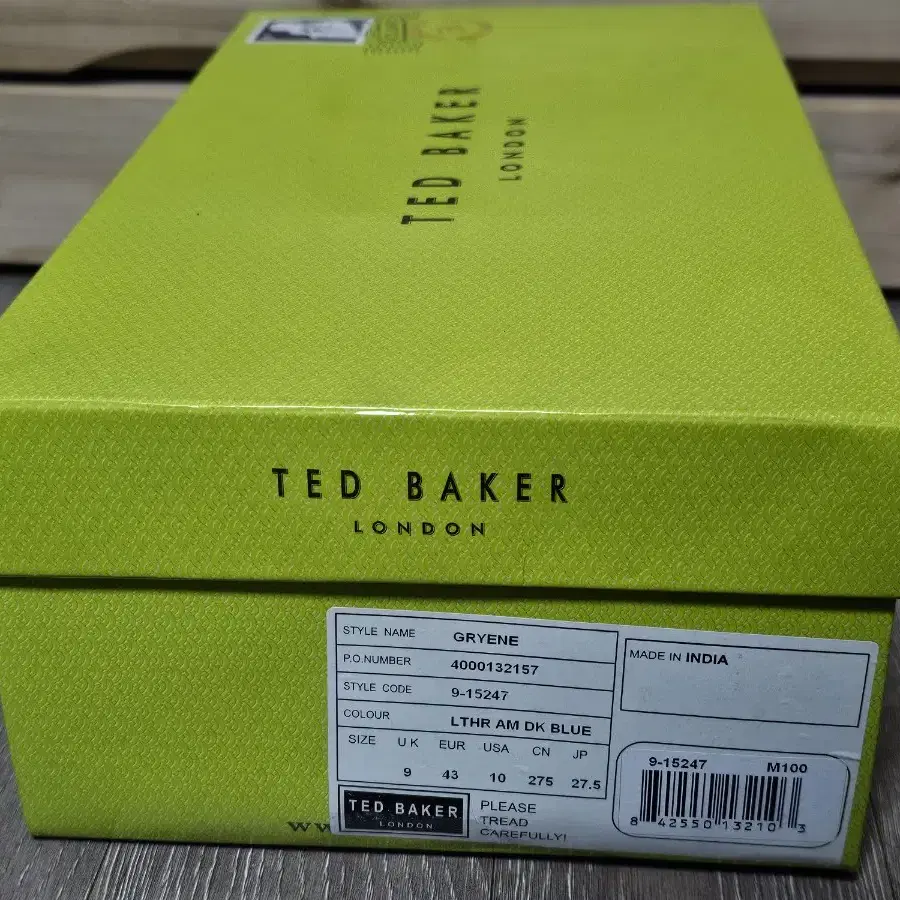 TED BAKER
LONDON
TED BAKER
LONDON
STYLE NAME GRYENE
P.O.NUMBER 4000132157
STYLE CODE 9-15247
COLOUR LTHR AM DK BLUE
SIZE UK EUR USA CN JP
9 43 10 275 27.5
TED BAKER
LONDON
PLEASE
TREAD
CAREFULLY!
MADE IN INDIA
9-15247 M100
8 42550 13210 3